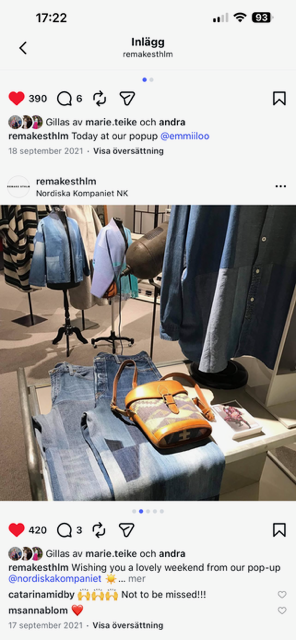 17:22
93
Inlägg
remakesthlm
390
6
Gillas av marie.teike och andra
remakesthlm Today at our popup @emmiiloo
18 september 2021 • Visa översättning
remakesthlm
Nordiska Kompaniet NK
420
3
Gillas av marie.teike och andra
remakesthlm Wishing you a lovely weekend from our pop-up
@nordiskakompaniet ☀️... mer
catarinamidby 🙌🙌🙌 Not to be missed!!!
msannablom ❤️
17 september 2021 • Visa översättning